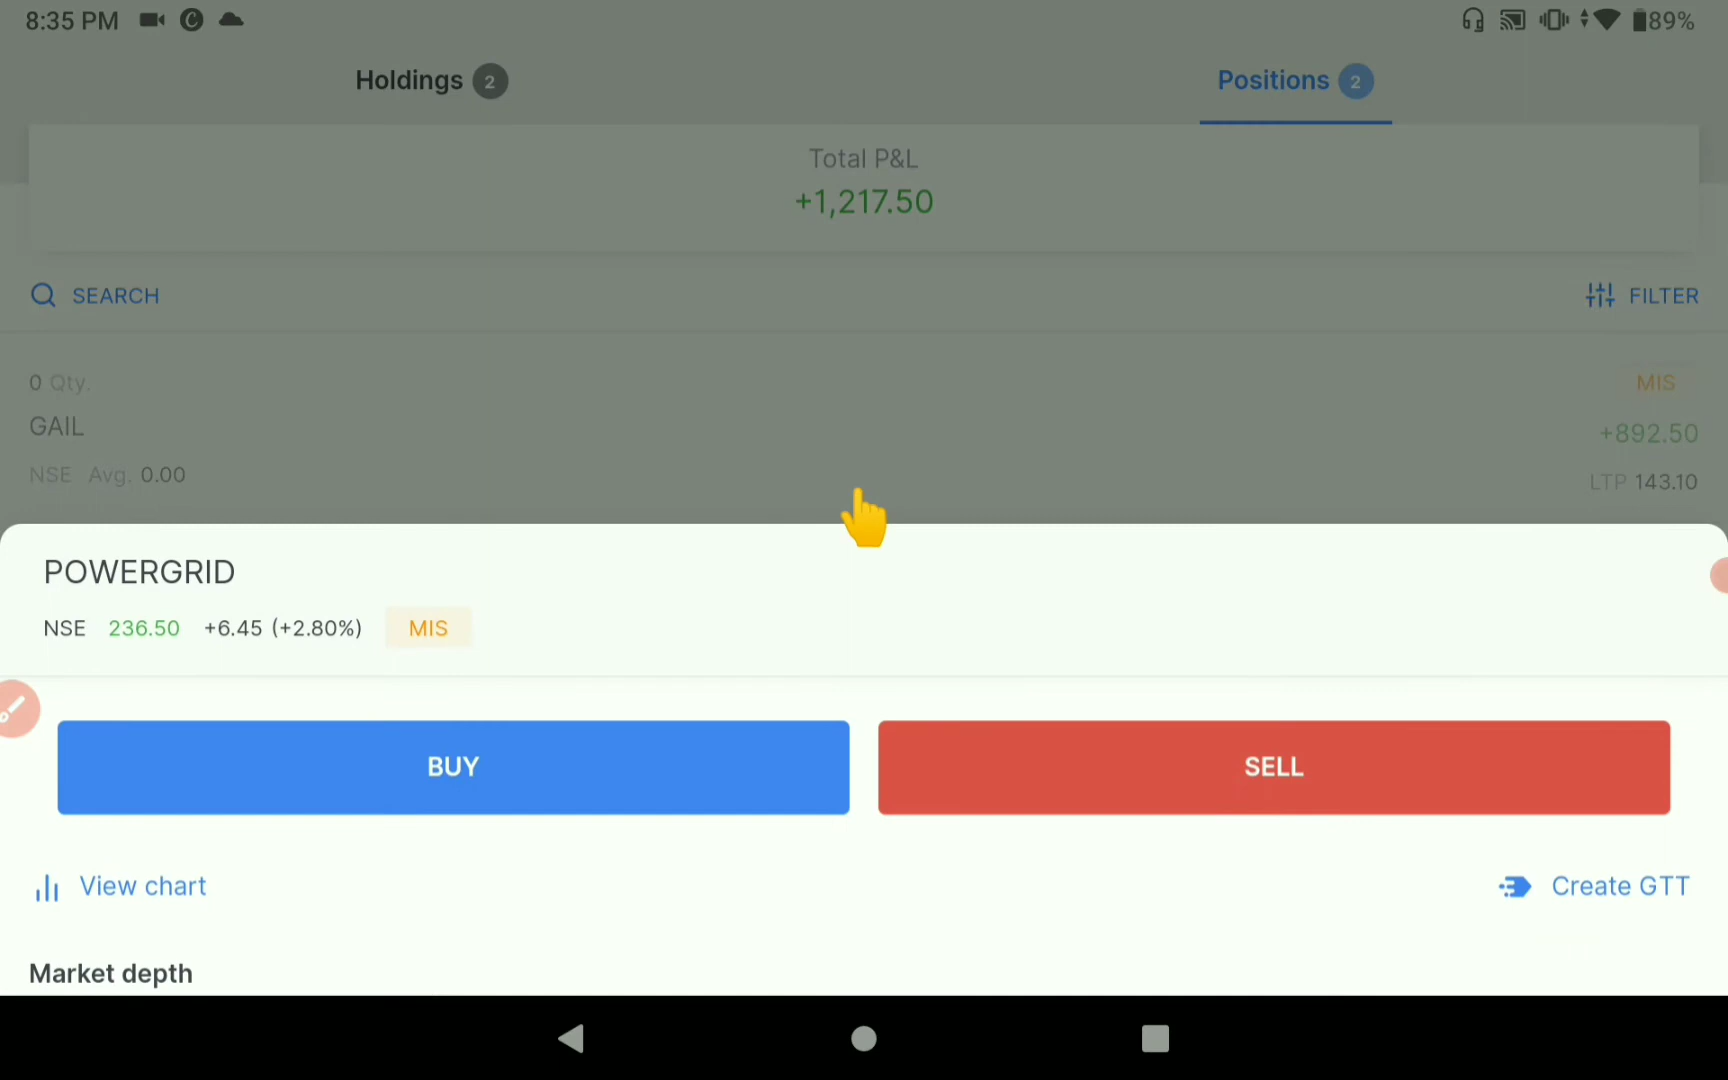 8:35 PM 89%
Holdings 2 Positions 2
Total P&L
+1,217.50
SEARCH FILTER
0 Qty. MIS
GAIL +892.50
NSE Avg. 0.00 LTP 143.10
POWERGRID
NSE 236.50 +6.45 (+2.80%) MIS
BUY SELL
View chart Create GTT
Market depth